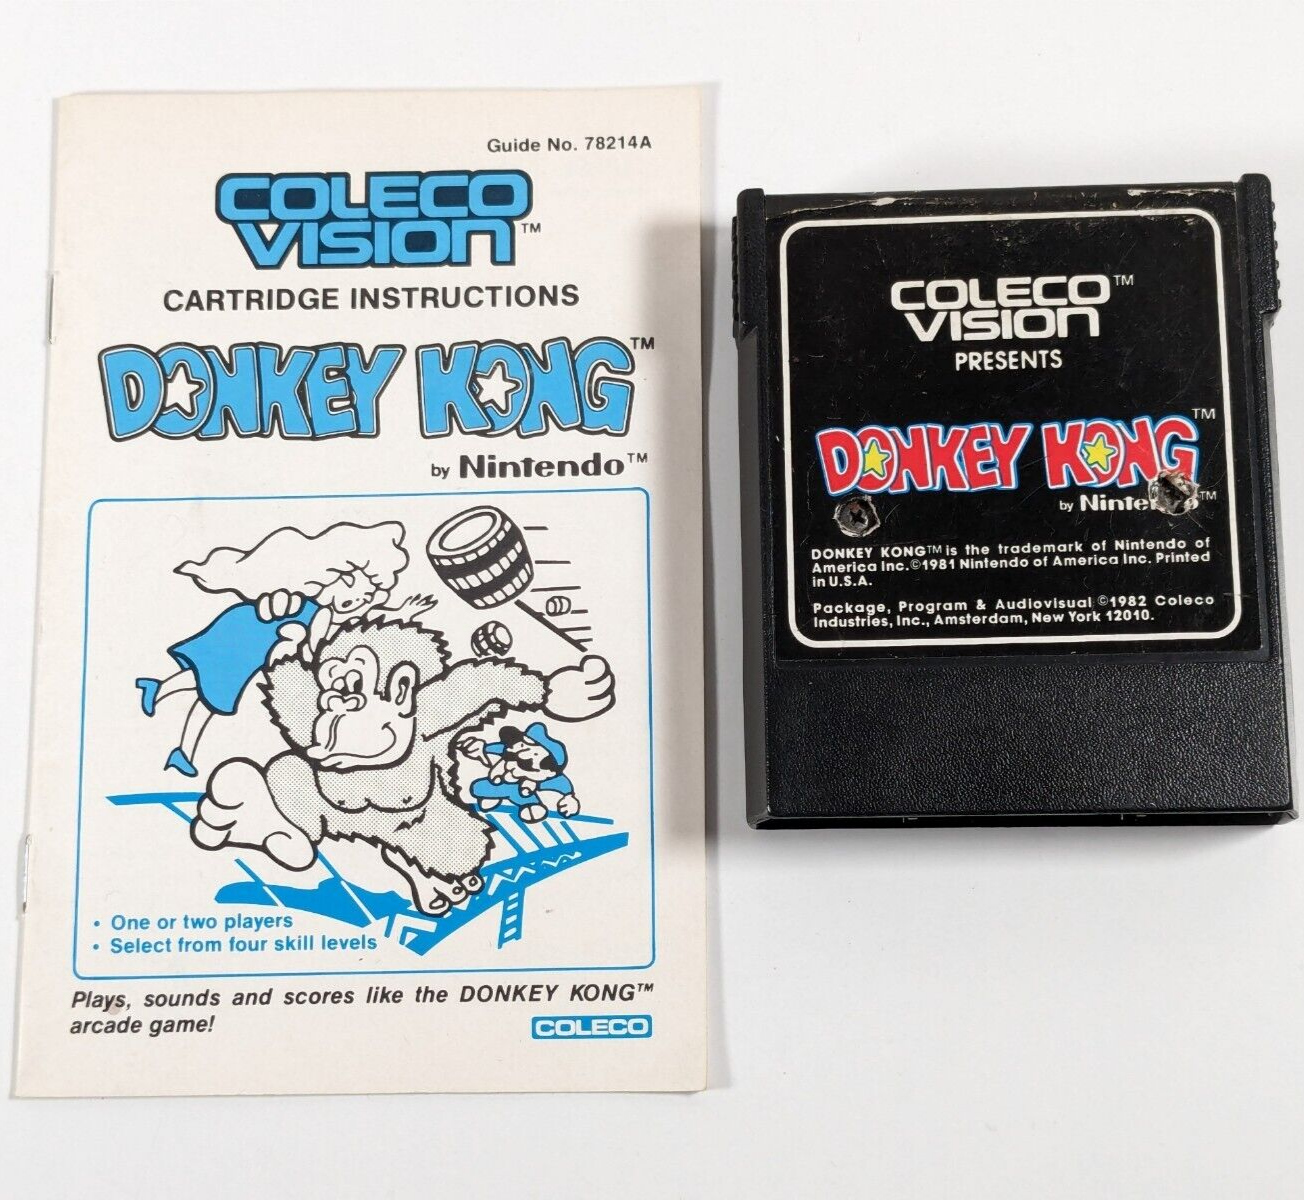 Guide No. 78214A
COLECO
VISION™
CARTRIDGE INSTRUCTIONS
DONKEY KONG™
by Nintendo™
• One or two players
• Select from four skill levels
Plays, sounds and scores like the DONKEY KONG™
arcade game!
COLECO
COLECO™
VISION
PRESENTS
DONKEY KONG™
by Ninte™
DONKEY KONG™ is the trademark of Nintendo of
America Inc.©1981 Nintendo of America Inc. Printed
in U.S.A.
Package, Program & Audiovisual ©1982 Coleco
Industries, Inc., Amsterdam, New York 12010.